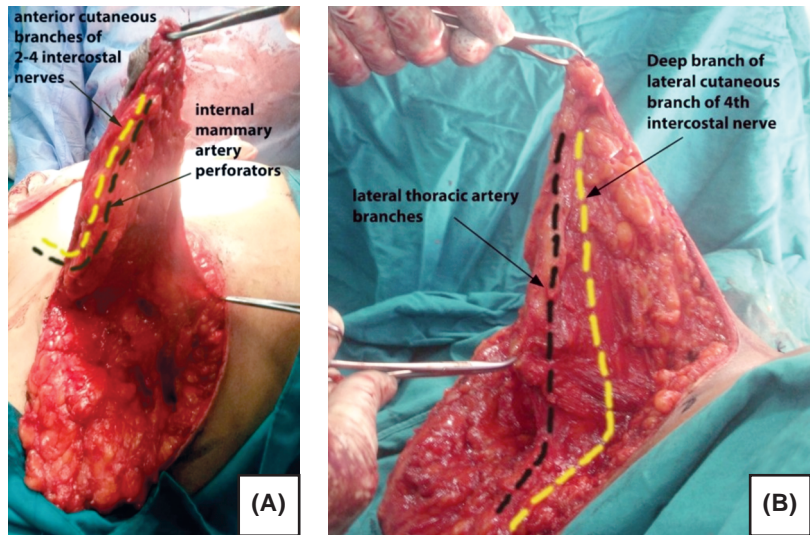 anterior cutaneous
branches of
2-4 intercostal
nerves
internal
mammary
artery
perforators
(A)
Deep branch of
lateral cutaneous
branch of 4th
intercostal nerve
lateral thoracic artery
branches
(B)